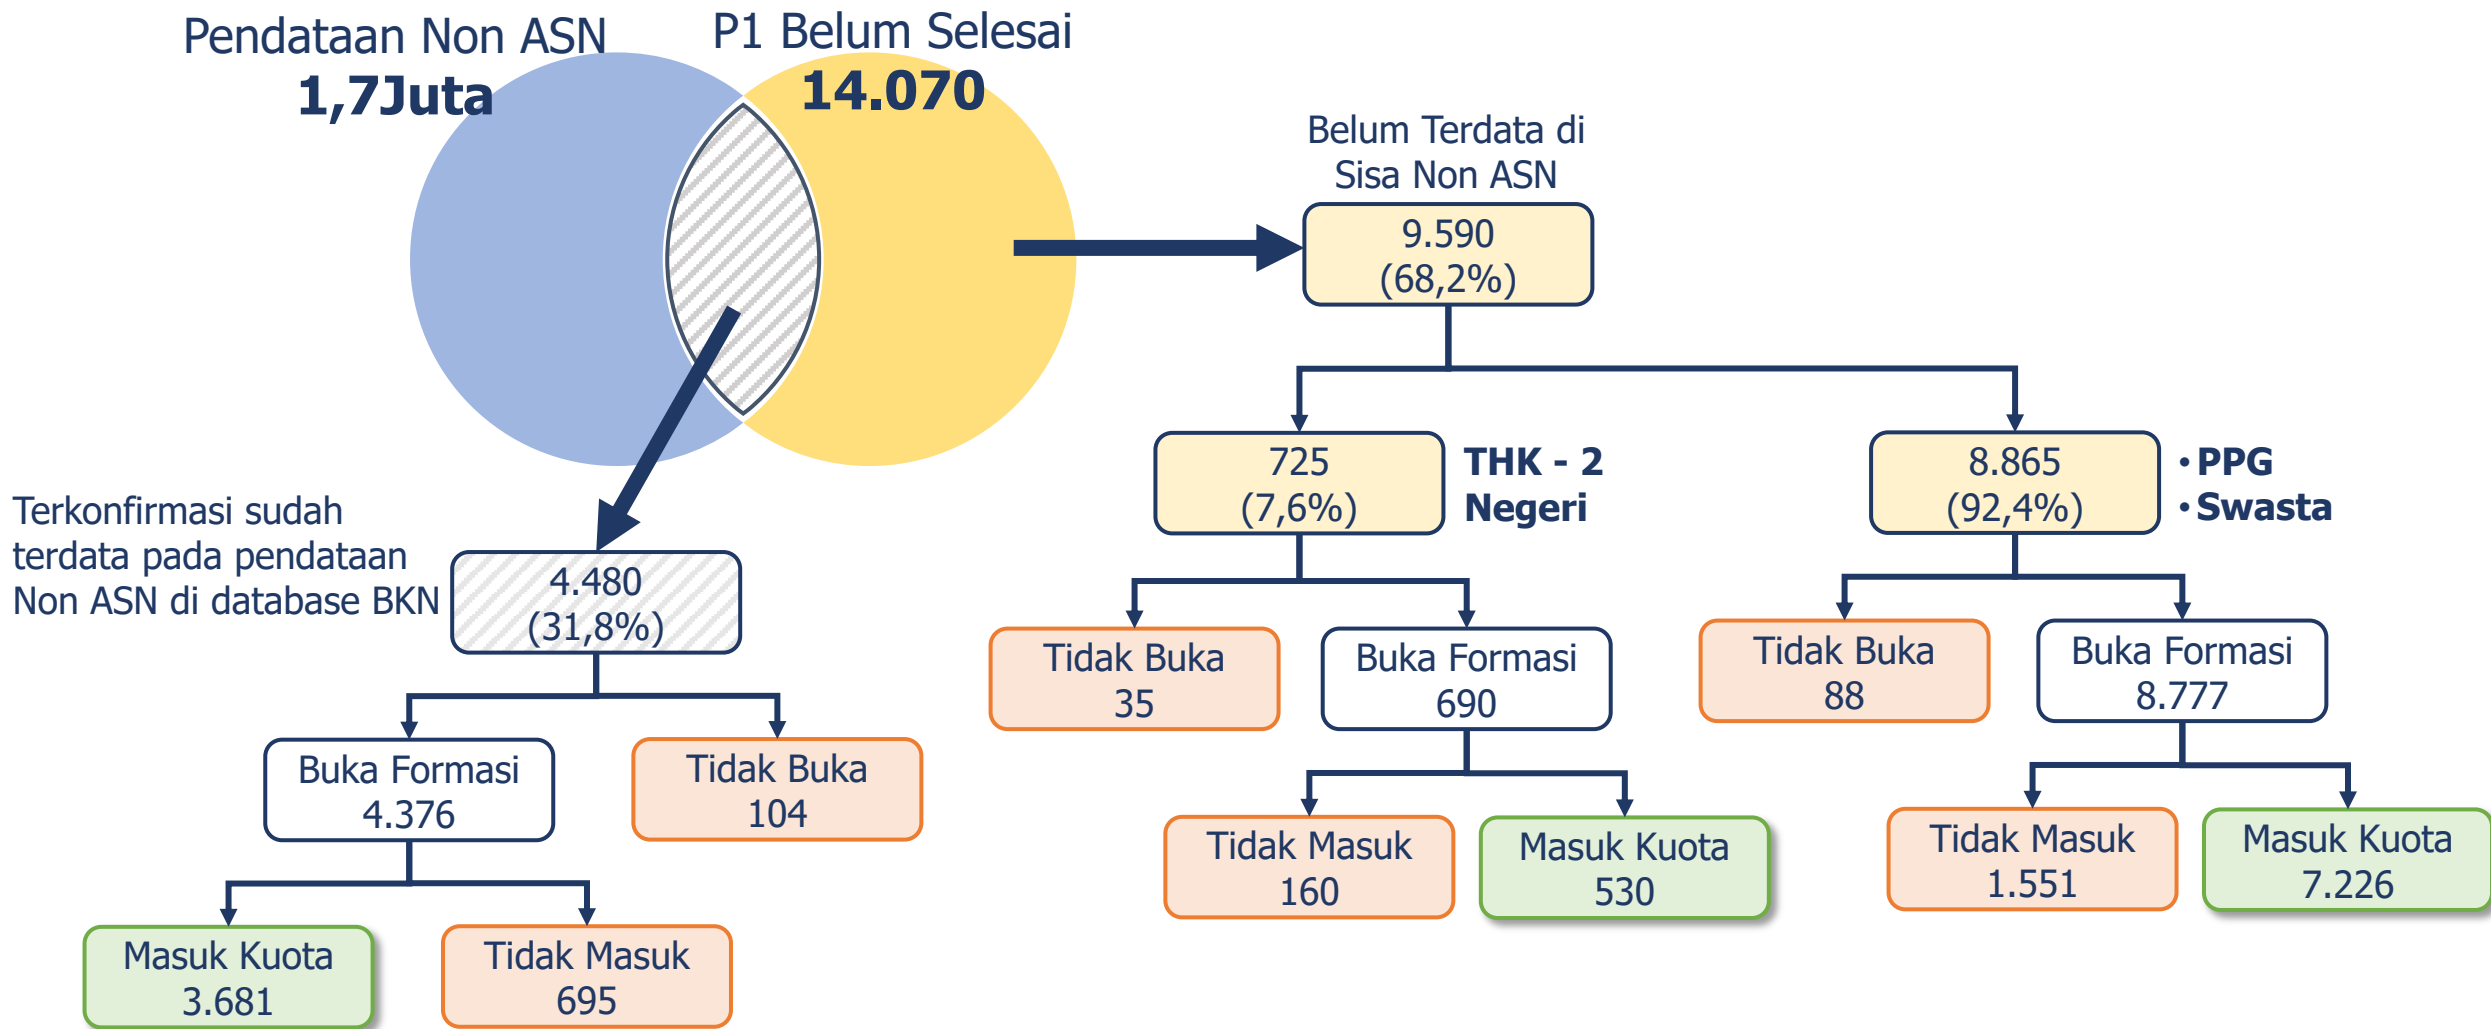 Pendataan Non ASN
1,7Juta
P1 Belum Selesai
14.070
Belum Terdata di
Sisa Non ASN
9.590
(68,2%)
725
(7,6%)
THK - 2
Negeri
8.865
(92,4%)
• PPG
• Swasta
Terkonfirmasi sudah
terdata pada pendataan
Non ASN di database BKN
4.480
(31,8%)
Tidak Buka
35
Buka Formasi
690
Tidak Buka
88
Buka Formasi
8.777
Buka Formasi
4.376
Tidak Buka
104
Tidak Masuk
160
Masuk Kuota
530
Tidak Masuk
1.551
Masuk Kuota
7.226
Masuk Kuota
3.681
Tidak Masuk
695